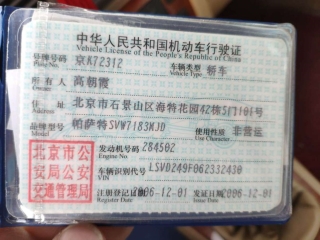 中华人民共和国机动车行驶证
Vehicle License of the People's Republic of China
号牌号码 京K72312 车辆类型 轿车
Plate No. Vehicle Type
所有人 高朝霞
Owner
住址 北京市石景山区海特花园42栋5门1101号
品牌型号 帕萨特SVW7183KJD 使用性质 非营运
Model Use Character
北京市公
安局公安
交通管理局
发动机号码 284502
Engine No.
车辆识别代号 LSVD249F062332430
VIN
注册登记日期 2006-12-01 发证日期 2006-12-01
Register Date Issue Date